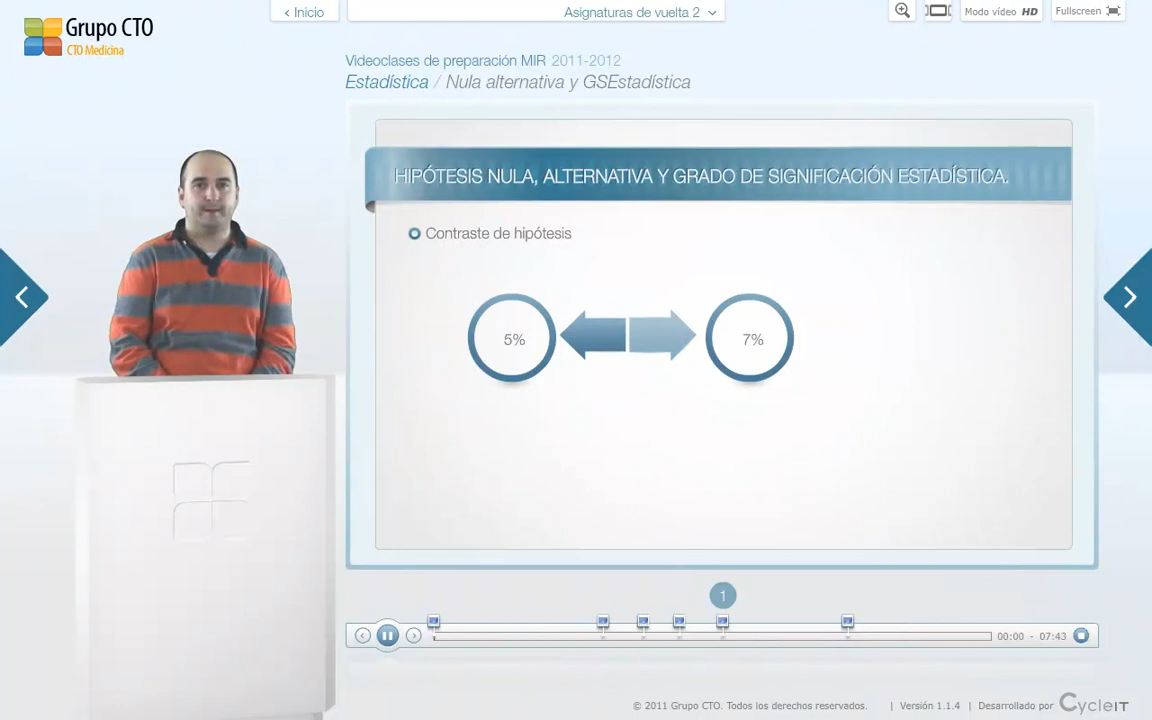 Grupo CTO
CTO Medicina
‹ Inicio
Asignaturas de vuelta 2
Modo vídeo HD
Fullscreen
Videoclases de preparación MIR 2011-2012
Estadística / Nula alternativa y GSEstadística
HIPÓTESIS NULA, ALTERNATIVA Y GRADO DE SIGNIFICACIÓN ESTADÍSTICA.
Contraste de hipótesis
5%
7%
1
00:00 - 07:43
© 2011 Grupo CTO. Todos los derechos reservados. | Versión 1.1.4 | Desarrollado por CycleIT